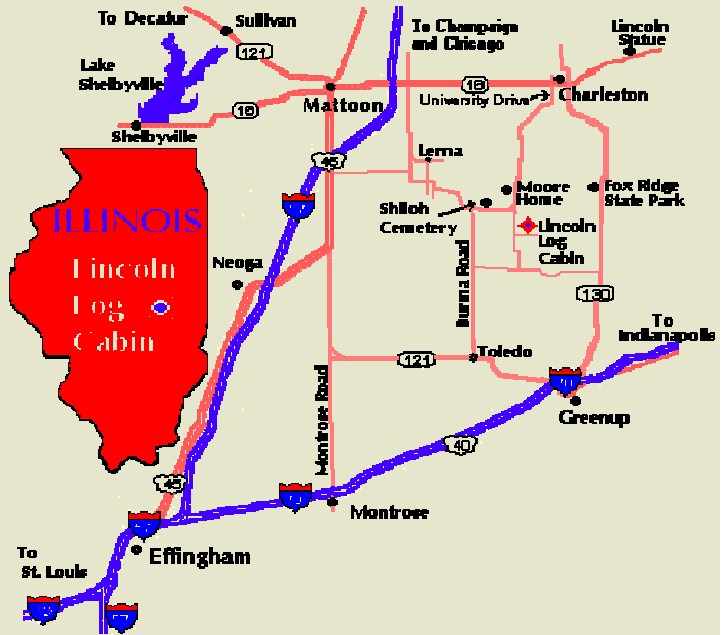 To Decatur
Sullivan
121
To Champaign
and Chicago
Lincoln
Statue
Lake
Shelbyville
16
Mattoon
16
University Drive
Charleston
Shelbyville
45
Lerna
Moore
Home
Fox Ridge
State Park
Shiloh
Cemetery
Lincoln
Log
Cabin
ILLINOIS
Lincoln
Log
Cabin
Neoga
Burma Road
130
To
Indianapolis
121
Toledo
70
Greenup
Montrose Road
40
45
Montrose
Effingham
To
St. Louis